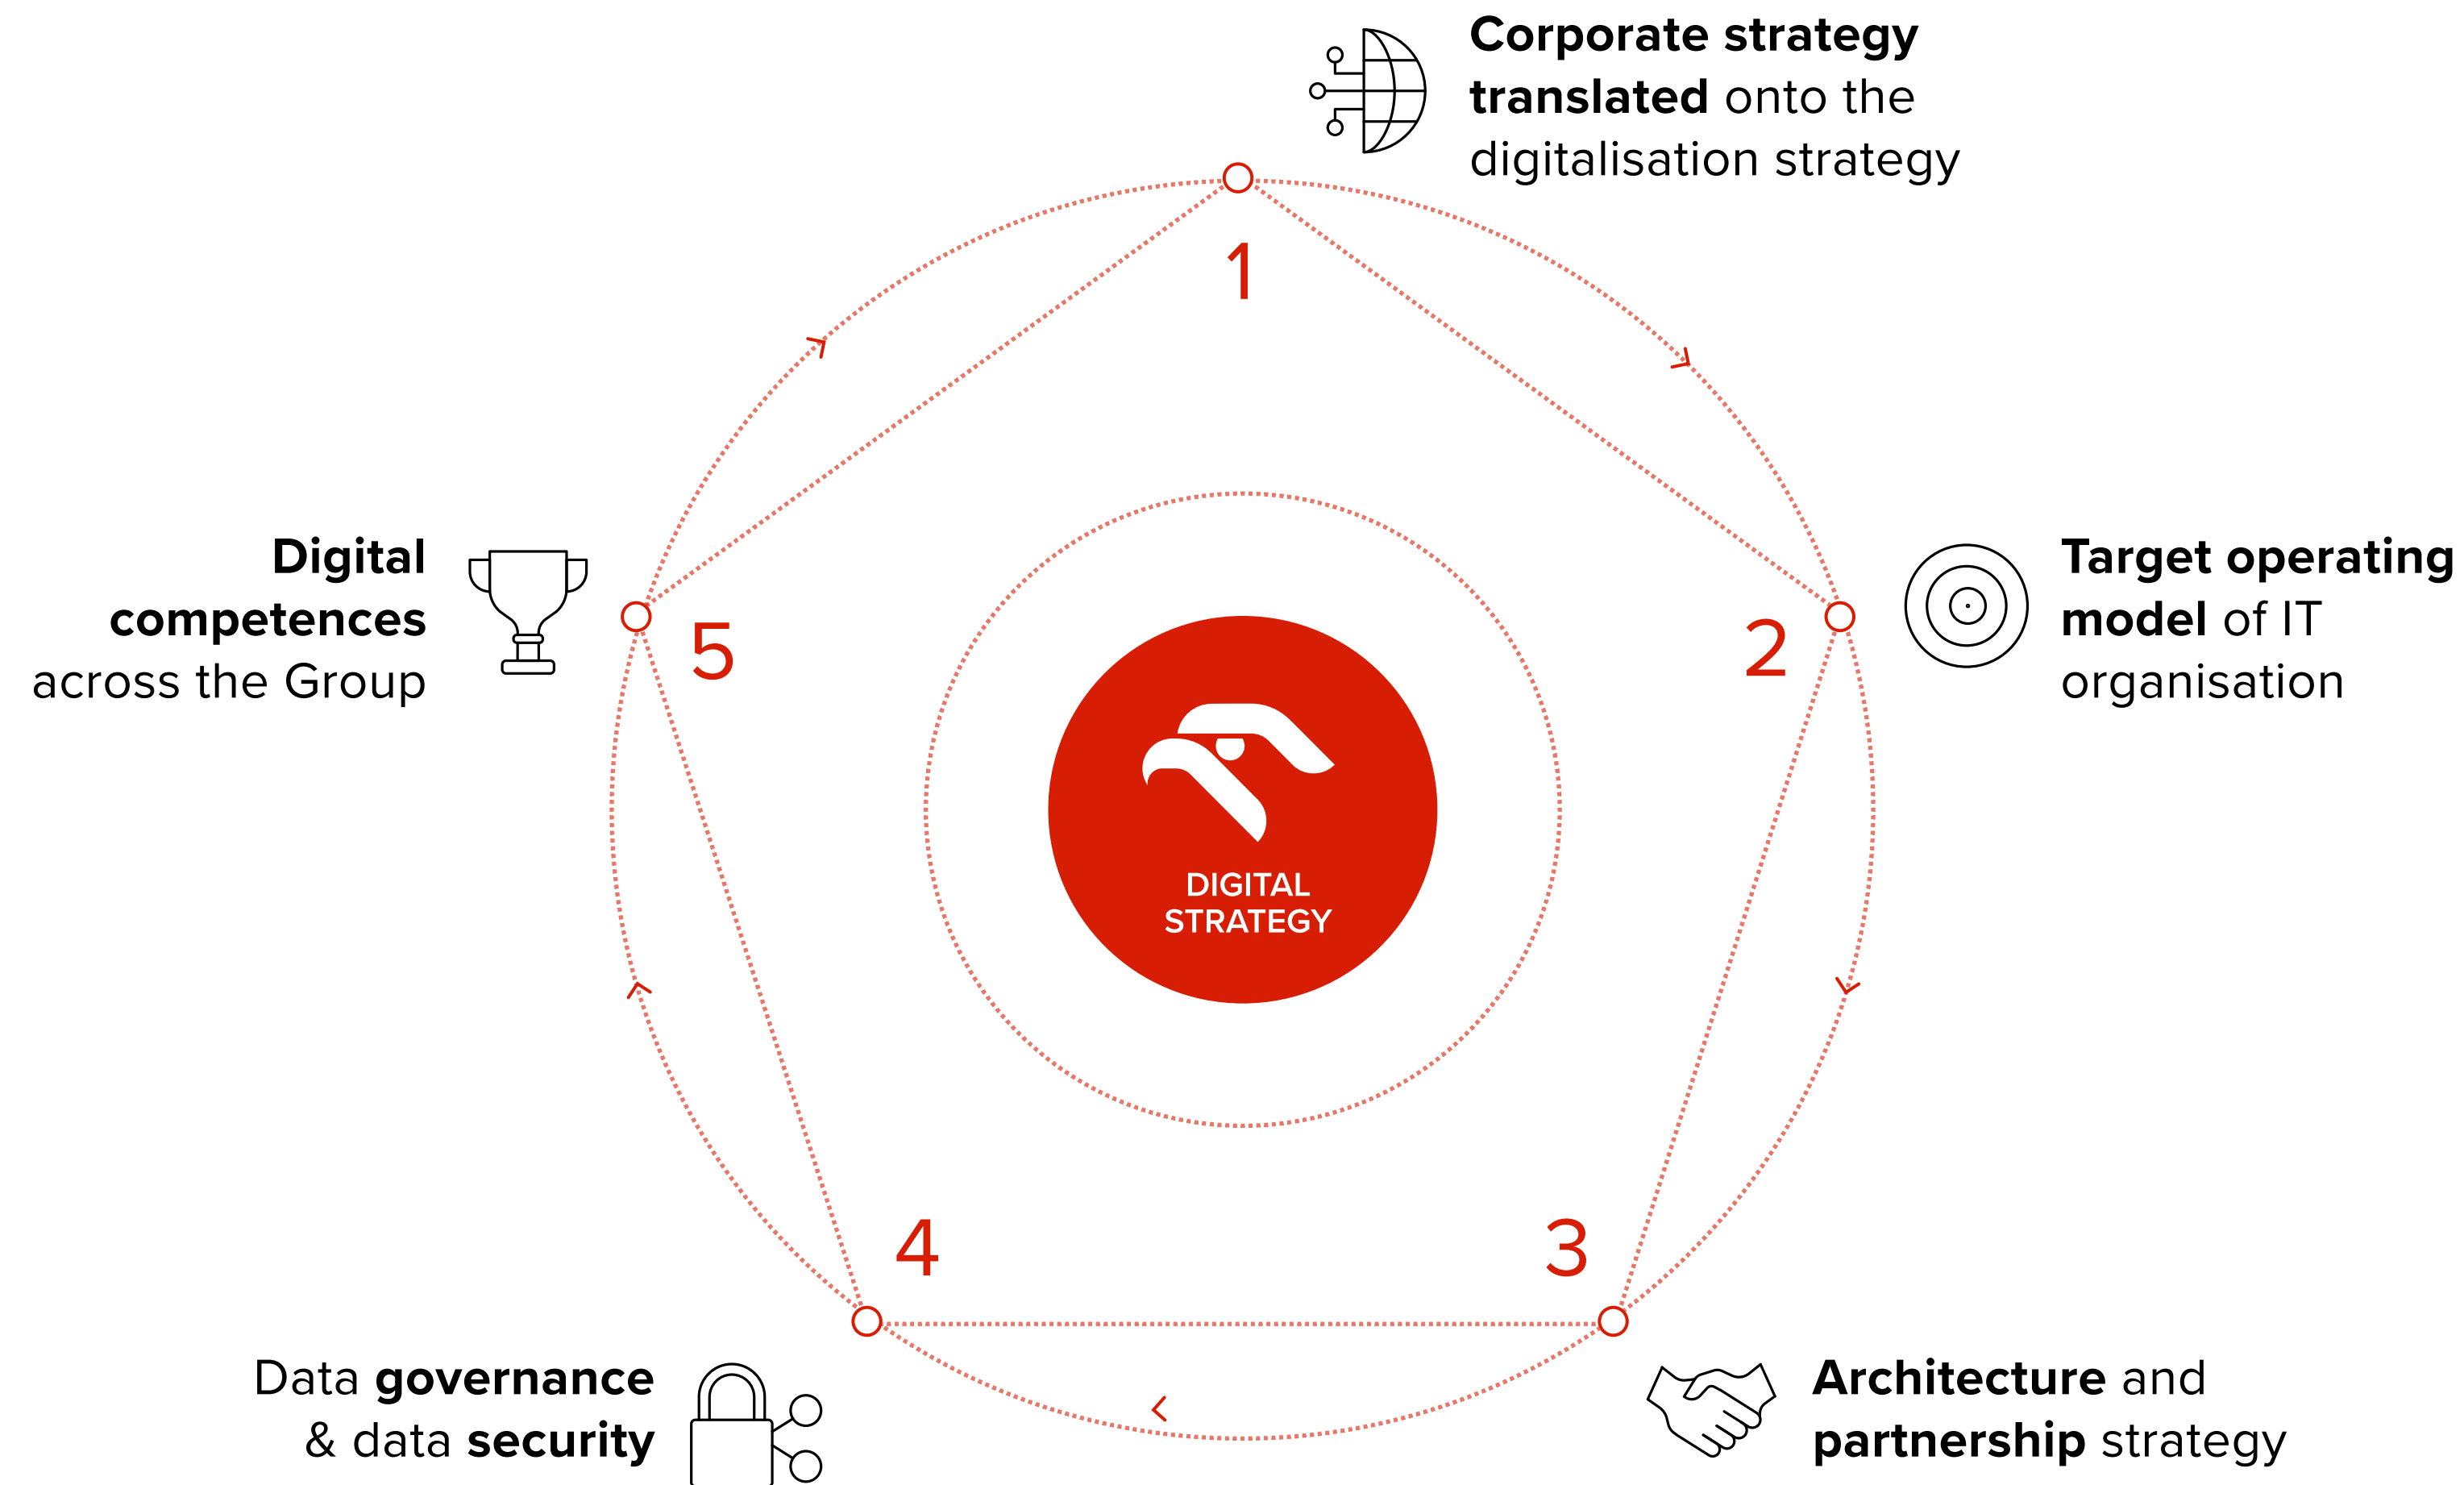 Corporate strategy
translated onto the
digitalisation strategy
1
Digital
competences
across the Group
5
2
Target operating
model of IT
organisation
DIGITAL
STRATEGY
4
3
Data governance
& data security
Architecture and
partnership strategy